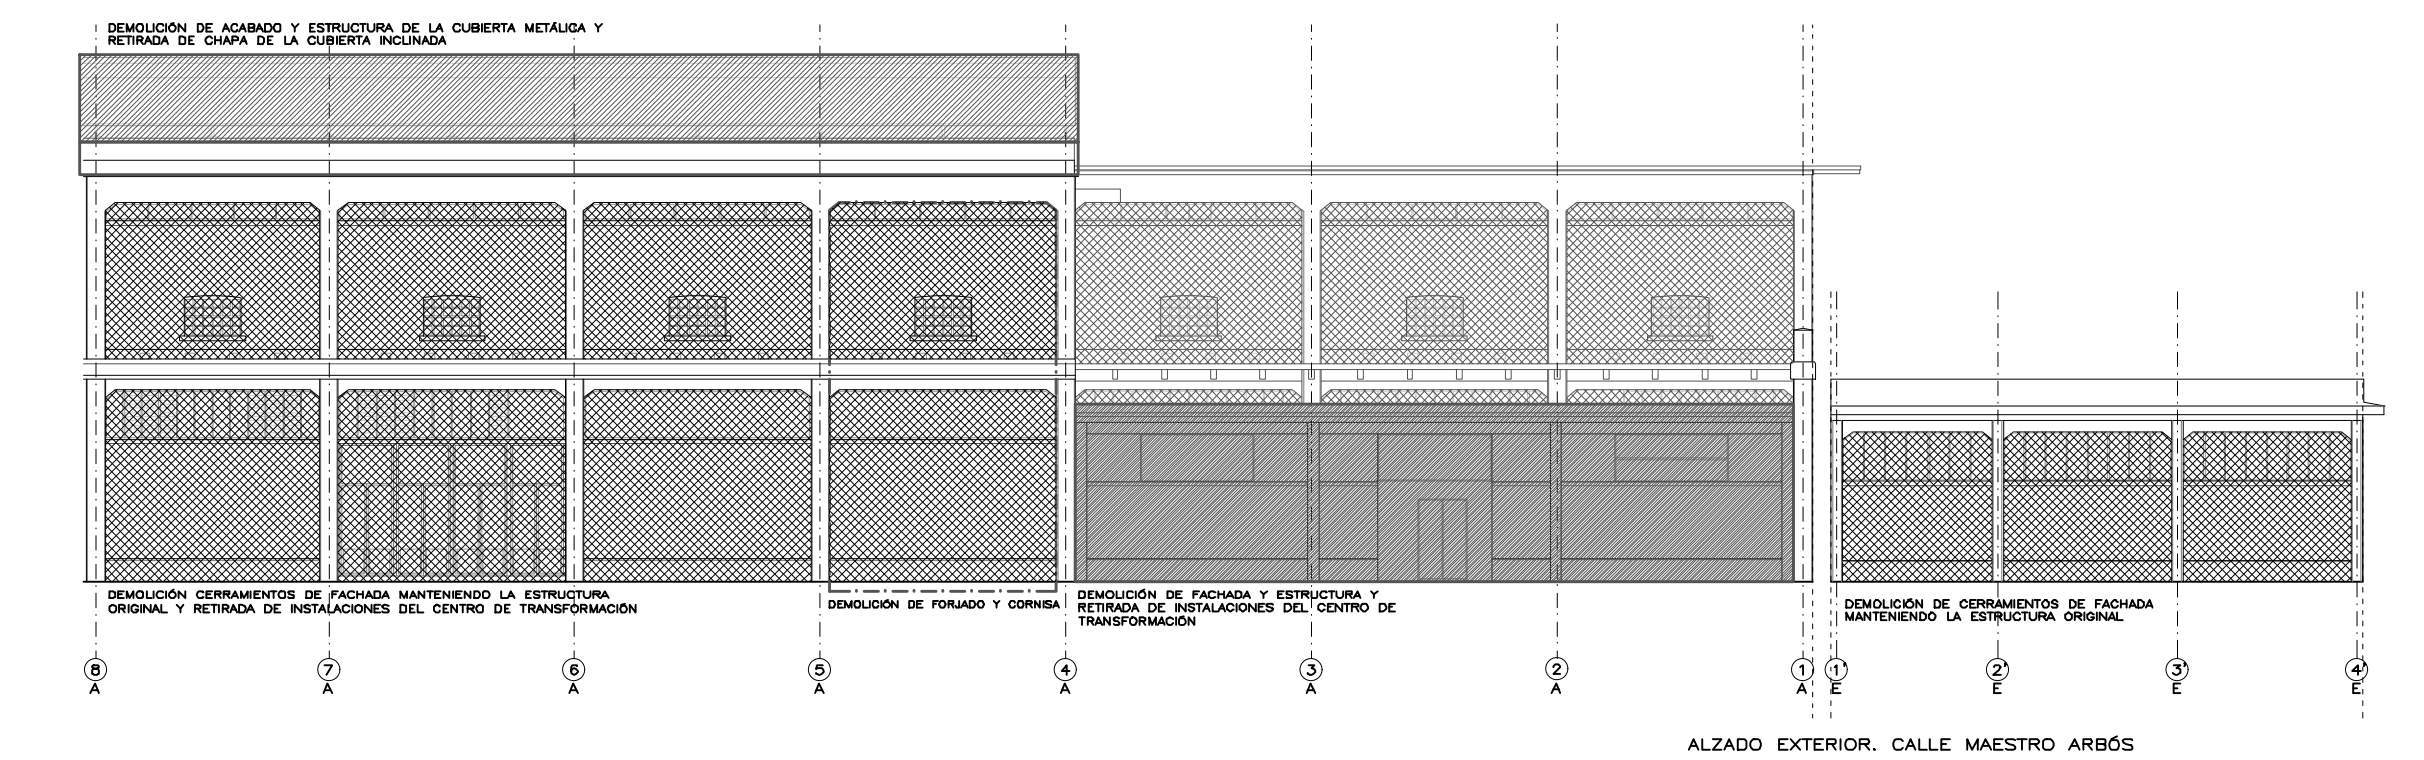 DEMOLICIÓN DE ACABADO Y ESTRUCTURA DE LA CUBIERTA METÁLICA Y
RETIRADA DE CHAPA DE LA CUBIERTA INCLINADA
DEMOLICIÓN CERRAMIENTOS DE FACHADA MANTENIENDO LA ESTRUCTURA
ORIGINAL Y RETIRADA DE INSTALACIONES DEL CENTRO DE TRANSFORMACIÓN
DEMOLICIÓN DE FORJADO Y CORNISA
DEMOLICIÓN DE FACHADA Y ESTRUCTURA Y
RETIRADA DE INSTALACIONES DEL CENTRO DE
TRANSFORMACIÓN
DEMOLICIÓN DE CERRAMIENTOS DE FACHADA
MANTENIENDO LA ESTRUCTURA ORIGINAL
8 7 6 5 4 3 2 1 1' 2' 3' 4'
A A A A A A A A E E E E
ALZADO EXTERIOR. CALLE MAESTRO ARBÓS